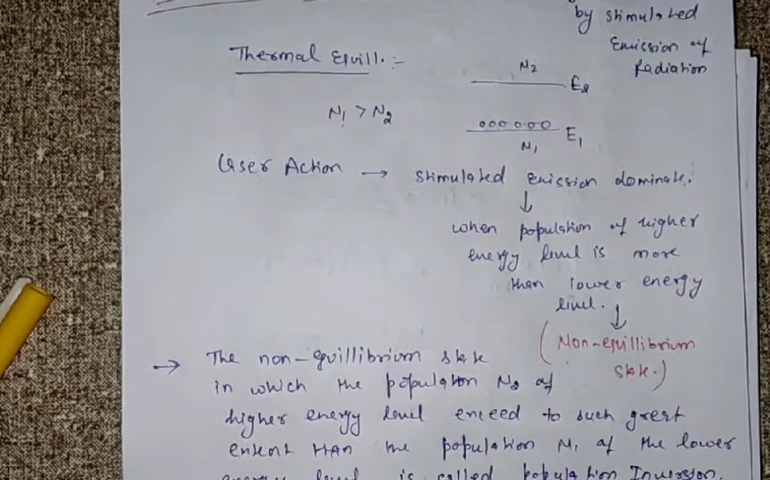 by stimulated
Emission of
Radiation
Thermal Equill. :-
N2
E2
N1 > N2
000000
E1
N1
Laser Action → stimulated Emission dominate.
↓
when population of higher
energy level is more
than lower energy
level.
↓
(Non-equillibrium
state.)
→ The non-equillibrium state
in which the population N2 of
higher energy level exceed to such great
extent than the population N1 of the lower
energy level is called population Inversion.